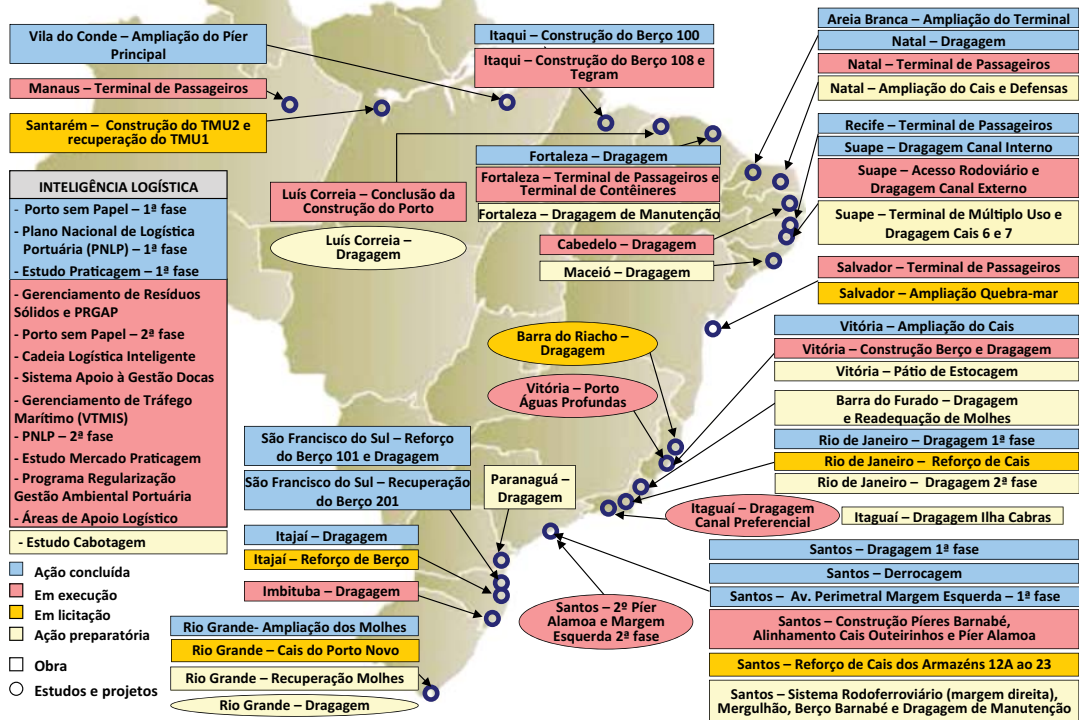 Vila do Conde – Ampliação do Píer
Principal
Manaus – Terminal de Passageiros
Santarém – Construção do TMU2 e
recuperação do TMU1
Itaqui – Construção do Berço 100
Itaqui – Construção do Berço 108 e
Tegram
Areia Branca – Ampliação do Terminal
Natal – Dragagem
Natal – Terminal de Passageiros
Natal – Ampliação do Cais e Defensas
Recife – Terminal de Passageiros
Suape – Dragagem Canal Interno
Suape – Acesso Rodoviário e
Dragagem Canal Externo
Suape – Terminal de Múltiplo Uso e
Dragagem Cais 6 e 7
Fortaleza – Dragagem
Fortaleza – Terminal de Passageiros e
Terminal de Contêineres
Fortaleza – Dragagem de Manutenção
Luís Correia – Conclusão da
Construção do Porto
Luís Correia –
Dragagem
Cabedelo – Dragagem
Maceió – Dragagem
Salvador – Terminal de Passageiros
Salvador – Ampliação Quebra-mar
INTELIGÊNCIA LOGÍSTICA
- Porto sem Papel – 1ª fase
- Plano Nacional de Logística
Portuária (PNLP) – 1ª fase
- Estudo Praticagem – 1ª fase
- Gerenciamento de Resíduos
Sólidos e PRGAP
- Porto sem Papel – 2ª fase
- Cadeia Logística Inteligente
- Sistema Apoio à Gestão Docas
- Gerenciamento de Tráfego
Marítimo (VTMIS)
- PNLP – 2ª fase
- Estudo Mercado Praticagem
- Programa Regularização
Gestão Ambiental Portuária
- Áreas de Apoio Logístico
- Estudo Cabotagem
Barra do Riacho –
Dragagem
Vitória – Porto
Águas Profundas
Vitória – Ampliação do Cais
Vitória – Construção Berço e Dragagem
Vitória – Pátio de Estocagem
Barra do Furado – Dragagem
e Readequação de Molhes
Rio de Janeiro – Dragagem 1ª fase
Rio de Janeiro – Reforço de Cais
Rio de Janeiro – Dragagem 2ª fase
Itaguaí – Dragagem
Canal Preferencial
Itaguaí – Dragagem Ilha Cabras
São Francisco do Sul – Reforço
do Berço 101 e Dragagem
São Francisco do Sul – Recuperação
do Berço 201
Paranaguá –
Dragagem
Itajaí – Dragagem
Itajaí – Reforço de Berço
Imbituba – Dragagem
Santos – 2º Píer
Alamoa e Margem
Esquerda 2ª fase
Santos – Dragagem 1ª fase
Santos – Derrocagem
Santos – Av. Perimetral Margem Esquerda – 1ª fase
Santos – Construção Píeres Barnabé,
Alinhamento Cais Outeirinhos e Píer Alamoa
Santos – Reforço de Cais dos Armazéns 12A ao 23
Santos – Sistema Rodoferroviário (margem direita),
Mergulhão, Berço Barnabé e Dragagem de Manutenção
Rio Grande- Ampliação dos Molhes
Rio Grande – Cais do Porto Novo
Rio Grande – Recuperação Molhes
Rio Grande – Dragagem
Ação concluída
Em execução
Em licitação
Ação preparatória
Obra
Estudos e projetos